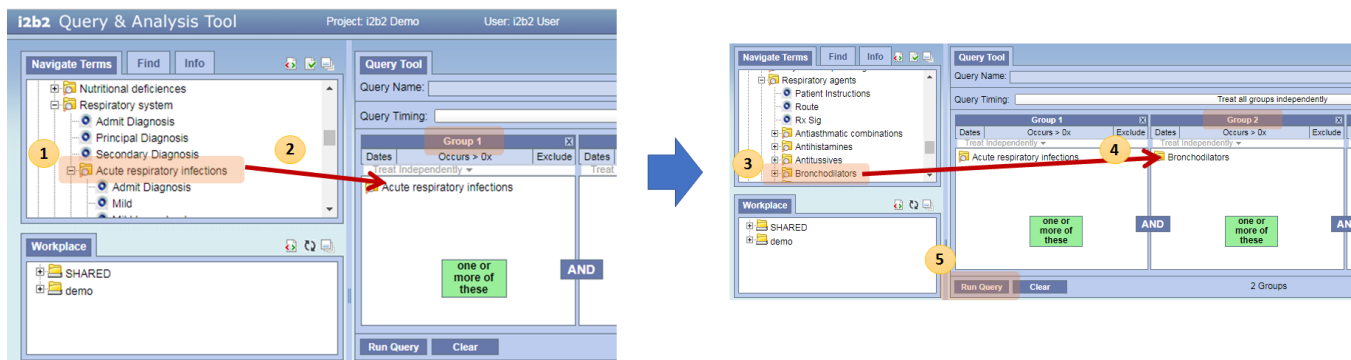 i2b2 Query & Analysis Tool Project: i2b2 Demo User: i2b2 User
Navigate Terms Find Info
Nutritional deficiences
Respiratory system
Admit Diagnosis
Principal Diagnosis
Secondary Diagnosis
Acute respiratory infections
Admit Diagnosis
Mild
1
2
Workplace
SHARED
demo
Query Tool
Query Name:
Query Timing:
Group 1
Dates Occurs > 0x Exclude Dates
Treat Independently Treat
Acute respiratory infections
one or
more of
these
AND
Run Query Clear
Navigate Terms Find Info
Respiratory agents
Patient Instructions
Route
Rx Sig
Antiasthmatic combinations
Antihistamines
Antitussives
Bronchodilators
3
Workplace
SHARED
demo
Query Tool
Query Name:
Query Timing: Treat all groups independently
Group 1 Group 2
Dates Occurs > 0x Exclude Dates Occurs > 0x Exclude
Treat Independently Treat Independently
4
Acute respiratory infections Bronchodilators
one or
more of
these
AND
one or
more of
these
AN
5
Run Query Clear 2 Groups